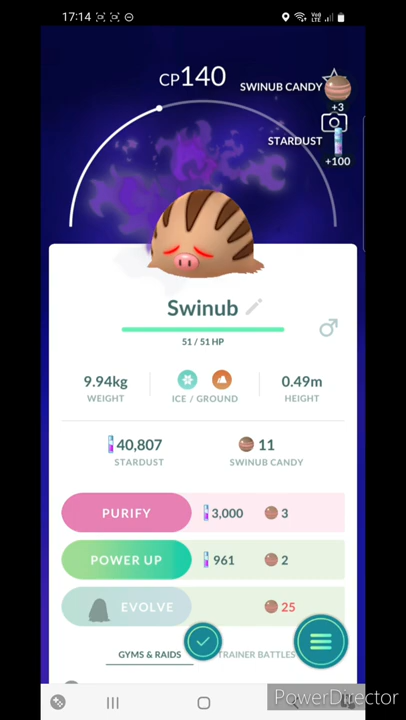 17:14
CP140
SWINUB CANDY
+3
STARDUST
+100
Swinub
51 / 51 HP
9.94kg
WEIGHT
ICE / GROUND
0.49m
HEIGHT
40,807
STARDUST
11
SWINUB CANDY
PURIFY 3,000 3
POWER UP 961 2
EVOLVE 25
GYMS & RAIDS TRAINER BATTLES
PowerDirector